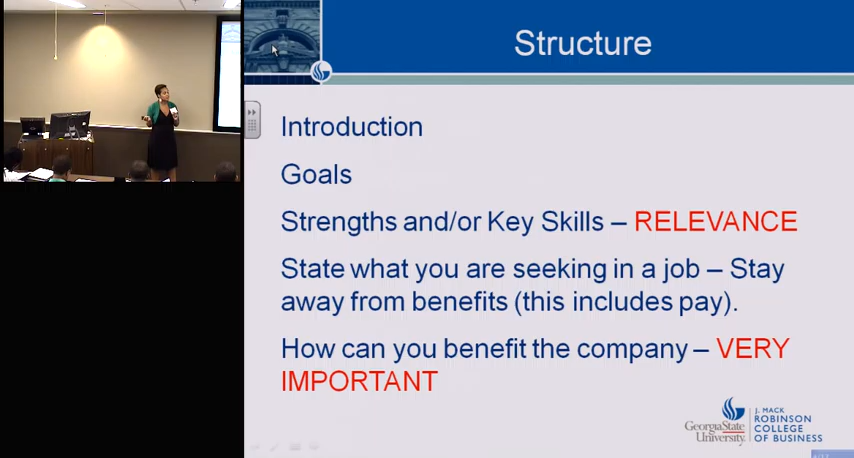 Structure
Introduction
Goals
Strengths and/or Key Skills – RELEVANCE
State what you are seeking in a job – Stay
away from benefits (this includes pay).
How can you benefit the company – VERY
IMPORTANT
GeorgiaState
University
J. MACK
ROBINSON
COLLEGE
OF BUSINESS